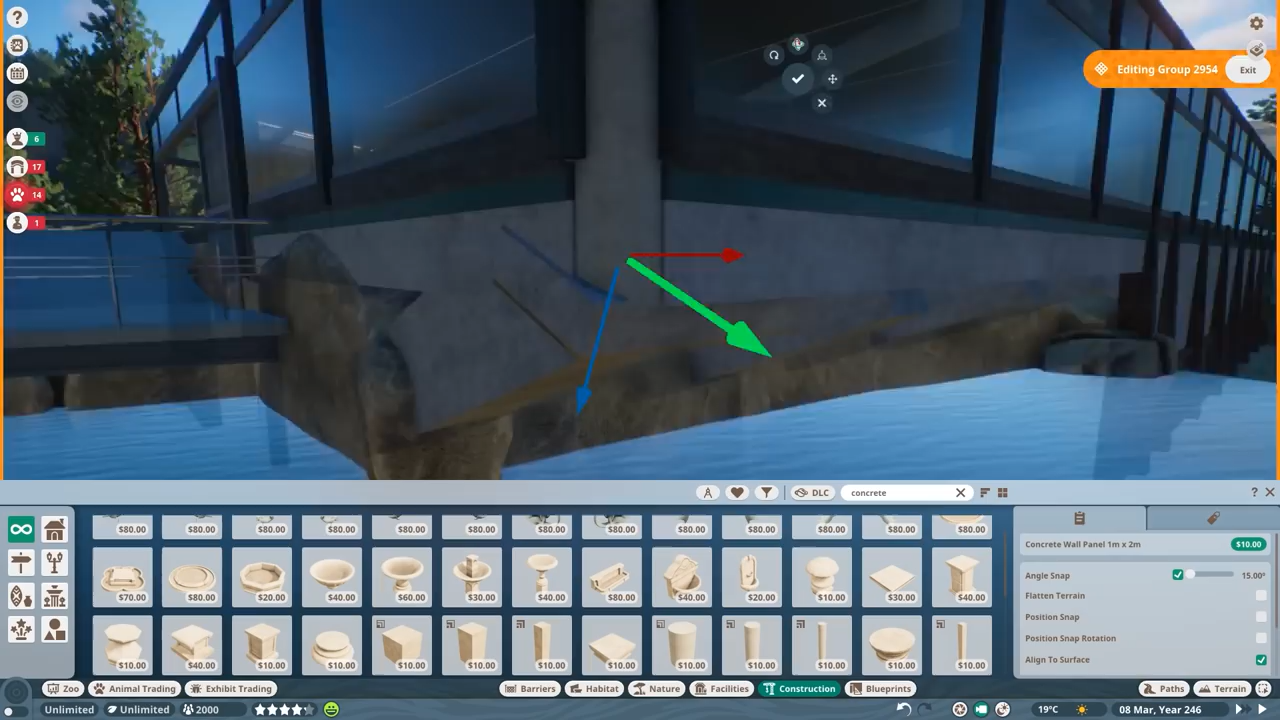 Editing Group 2954
Exit
6
17
14
1
DLC
concrete
$80.00 $80.00 $80.00 $80.00 $80.00 $80.00 $80.00 $80.00 $80.00 $80.00 $80.00 $80.00 $80.00
$70.00 $80.00 $20.00 $40.00 $60.00 $30.00 $40.00 $80.00 $40.00 $20.00 $10.00 $30.00 $40.00
$10.00 $40.00 $10.00 $10.00 $10.00 $10.00 $10.00 $10.00 $10.00 $10.00 $10.00 $10.00 $10.00
Concrete Wall Panel 1m x 2m $10.00
Angle Snap 15.00°
Flatten Terrain
Position Snap
Position Snap Rotation
Align To Surface
Zoo Animal Trading Exhibit Trading Barriers Habitat Nature Facilities Construction Blueprints Paths Terrain
Unlimited Unlimited 2000 19°C 08 Mar, Year 246